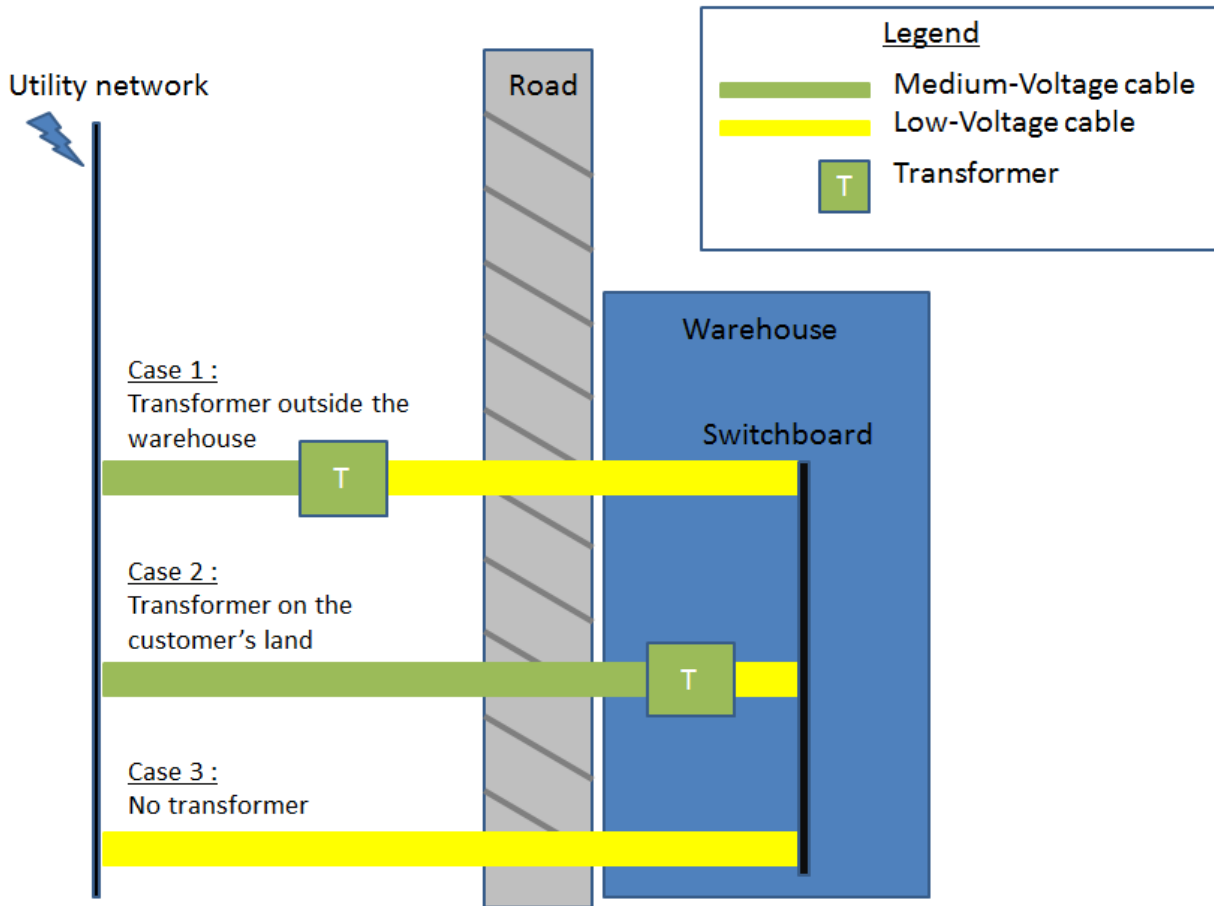 Legend
Utility network
Road
Medium-Voltage cable
Low-Voltage cable
T
Transformer
Warehouse
Case 1 :
Transformer outside the
warehouse
Switchboard
T
Case 2 :
Transformer on the
customer’s land
T
Case 3 :
No transformer